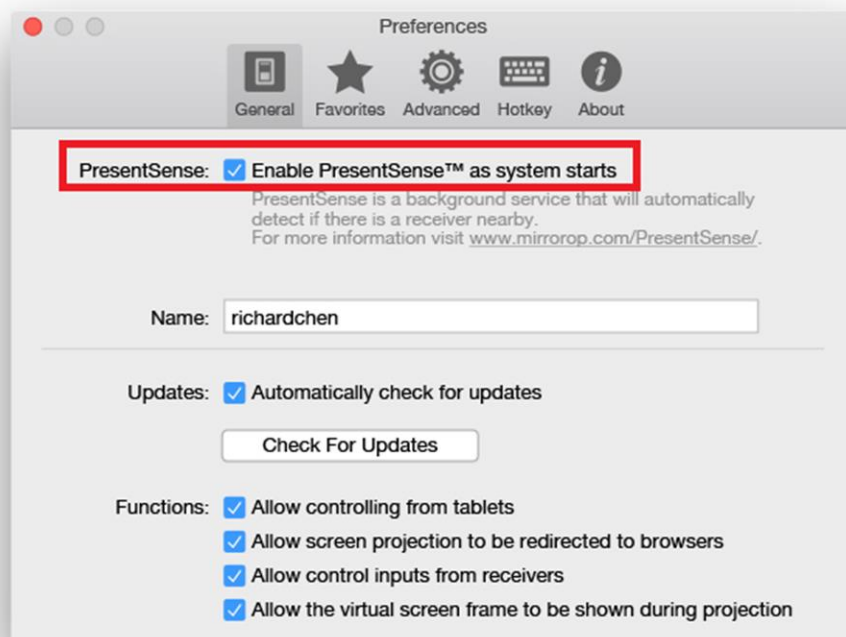 Preferences
General Favorites Advanced Hotkey About
PresentSense: Enable PresentSense™ as system starts
PresentSense is a background service that will automatically
detect if there is a receiver nearby.
For more information visit www.mirrorop.com/PresentSense/.
Name: richardchen
Updates: Automatically check for updates
Check For Updates
Functions: Allow controlling from tablets
Allow screen projection to be redirected to browsers
Allow control inputs from receivers
Allow the virtual screen frame to be shown during projection